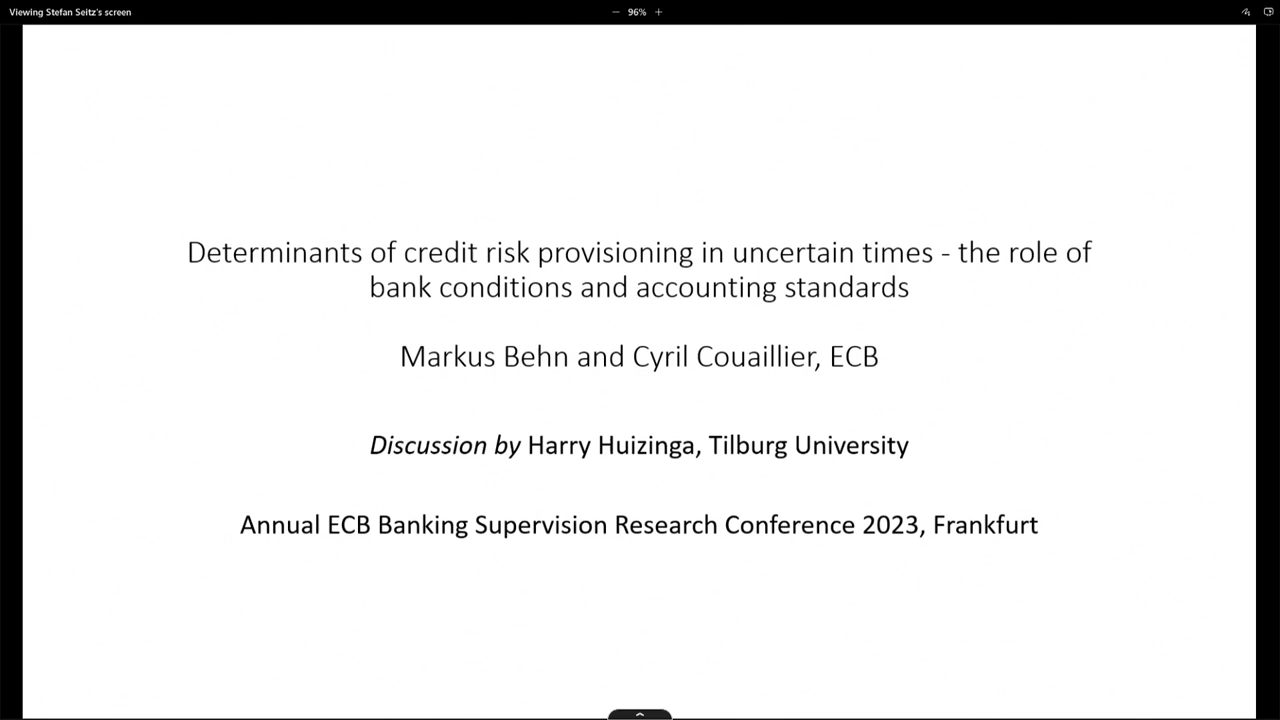 Viewing Stefan Seitz's screen
− 96% +
Determinants of credit risk provisioning in uncertain times - the role of
bank conditions and accounting standards
Markus Behn and Cyril Couaillier, ECB
Discussion by Harry Huizinga, Tilburg University
Annual ECB Banking Supervision Research Conference 2023, Frankfurt